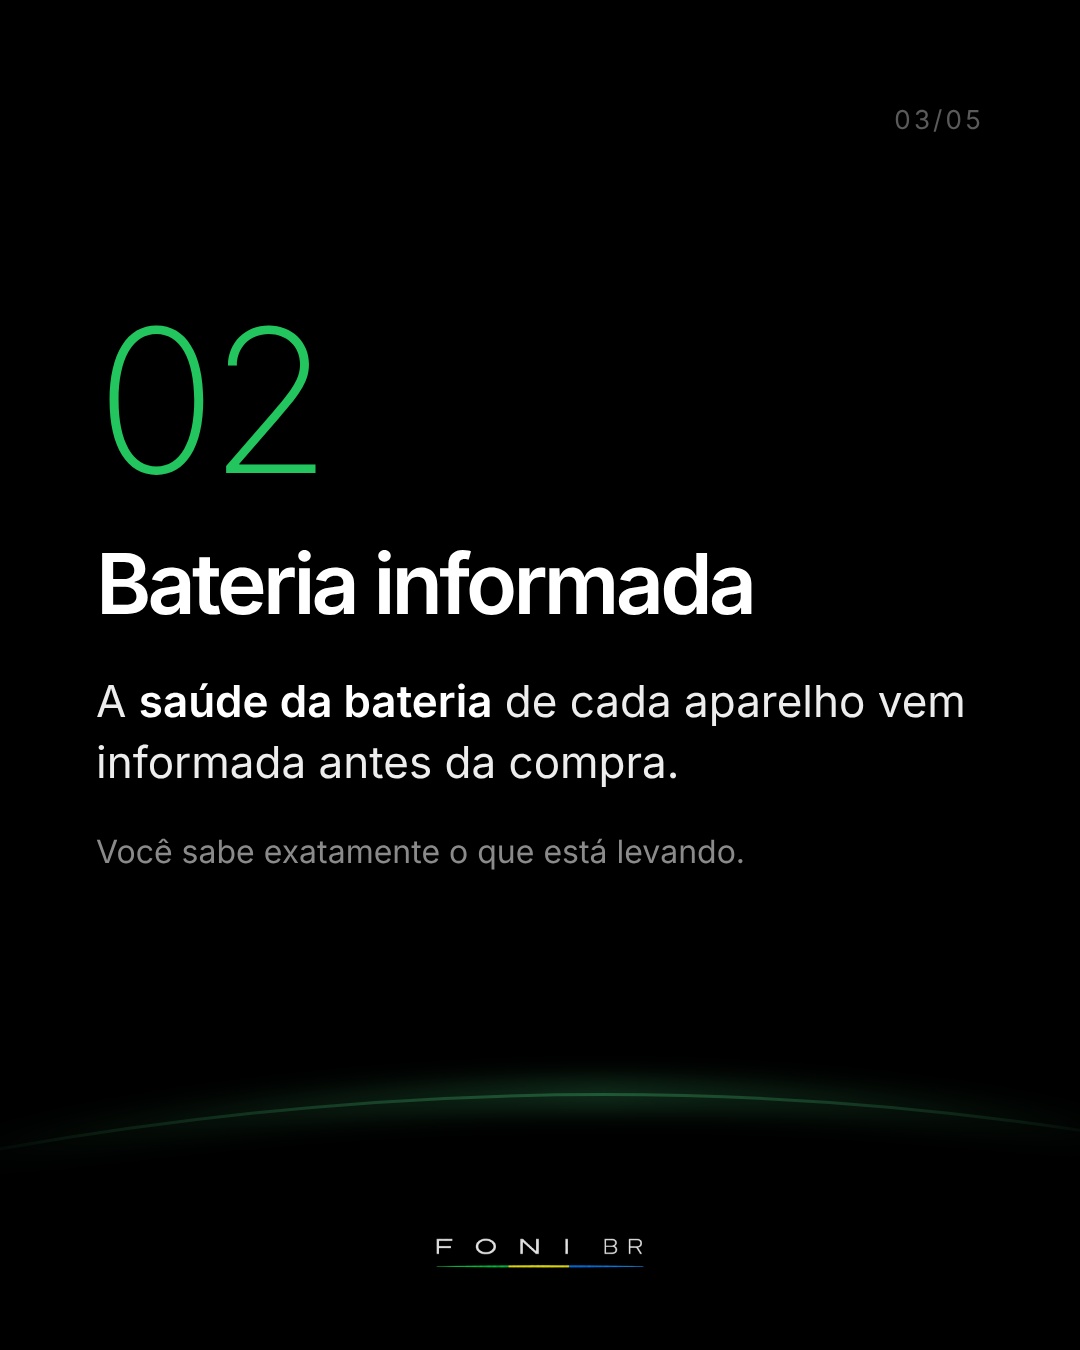 03/05
02
Bateria informada
A saúde da bateria de cada aparelho vem
informada antes da compra.
Você sabe exatamente o que está levando.
FONI BR